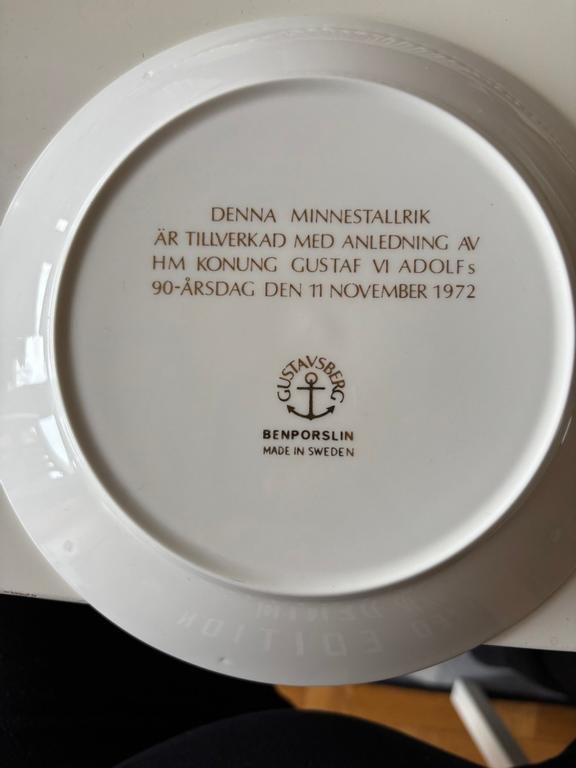 DENNA MINNESTALLRIK
ÄR TILLVERKAD MED ANLEDNING AV
HM KONUNG GUSTAF VI ADOLFs
90-ÅRSDAG DEN 11 NOVEMBER 1972
GUSTAVSBERG
BENPORSLIN
MADE IN SWEDEN
EDITION